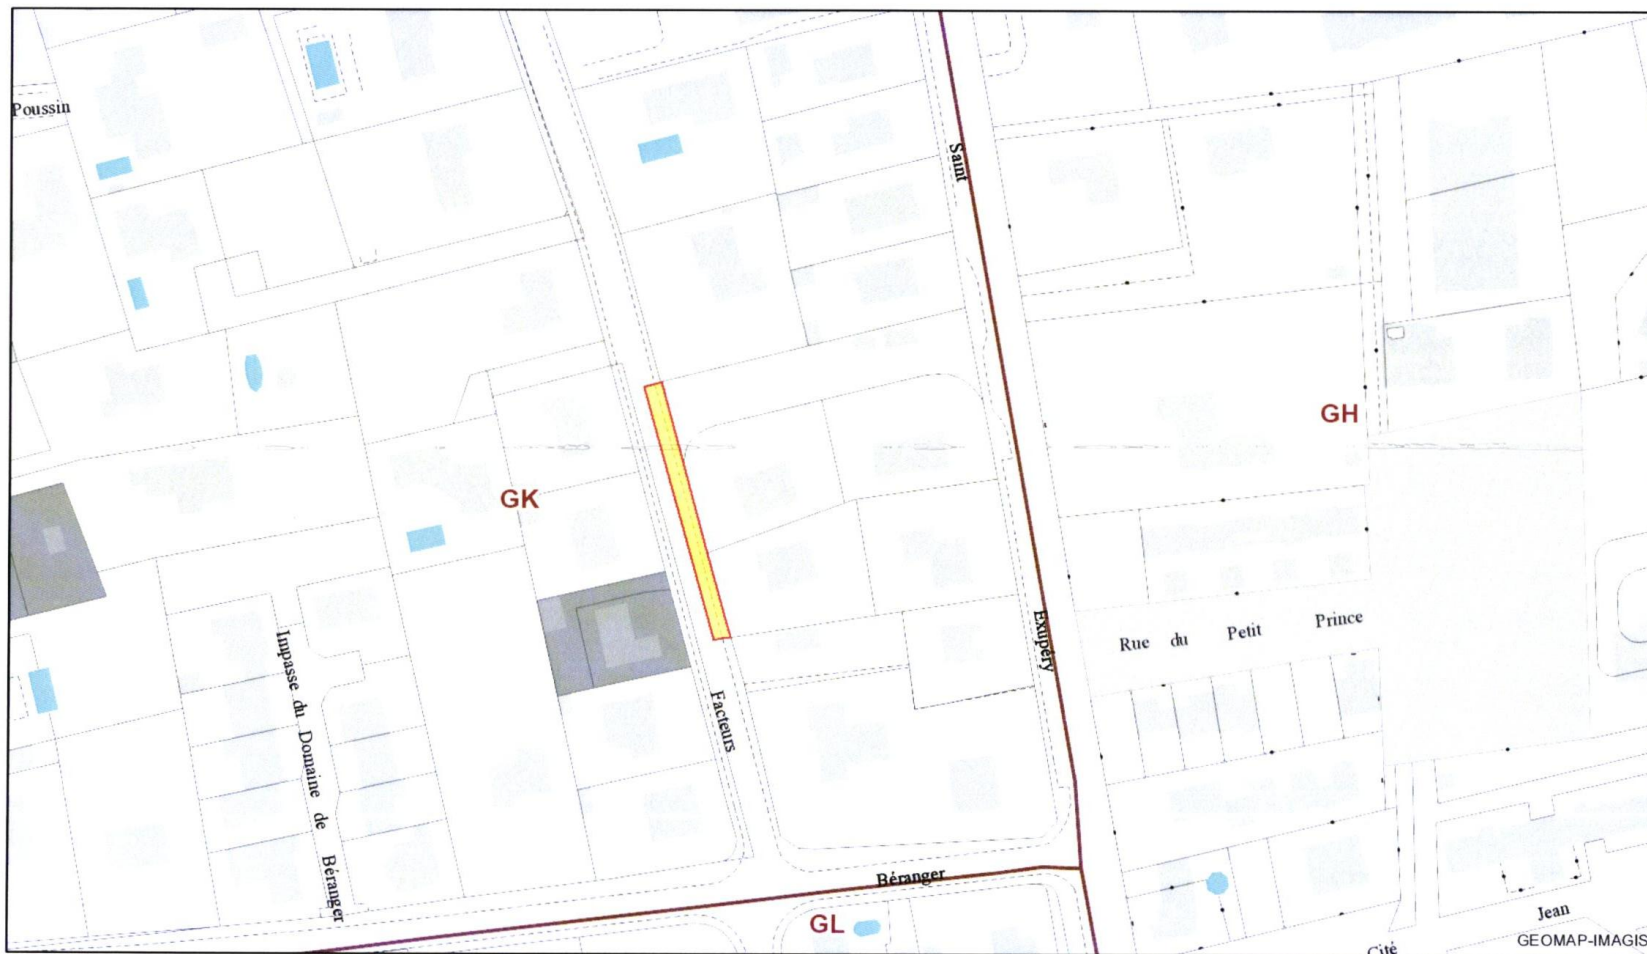 Poussin
Saint
GH
GK
Exupéry
Rue du Petit Prince
Impasse du Domaine de Béranger
Facteurs
Béranger
GL
Jean
Cité
GEOMAP-IMAGIS